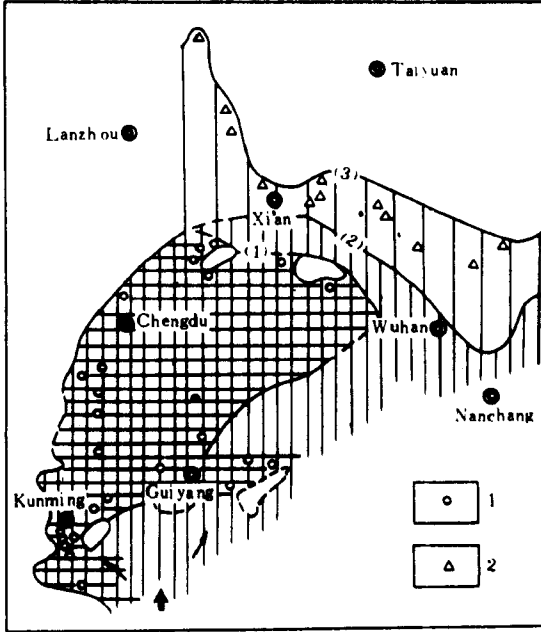 Taiyuan
Lanzhou
(3)
Xi'an
(2)
(1)
Chengdu
Wuhan
Nanchang
Guiyang
Kunming
1
2